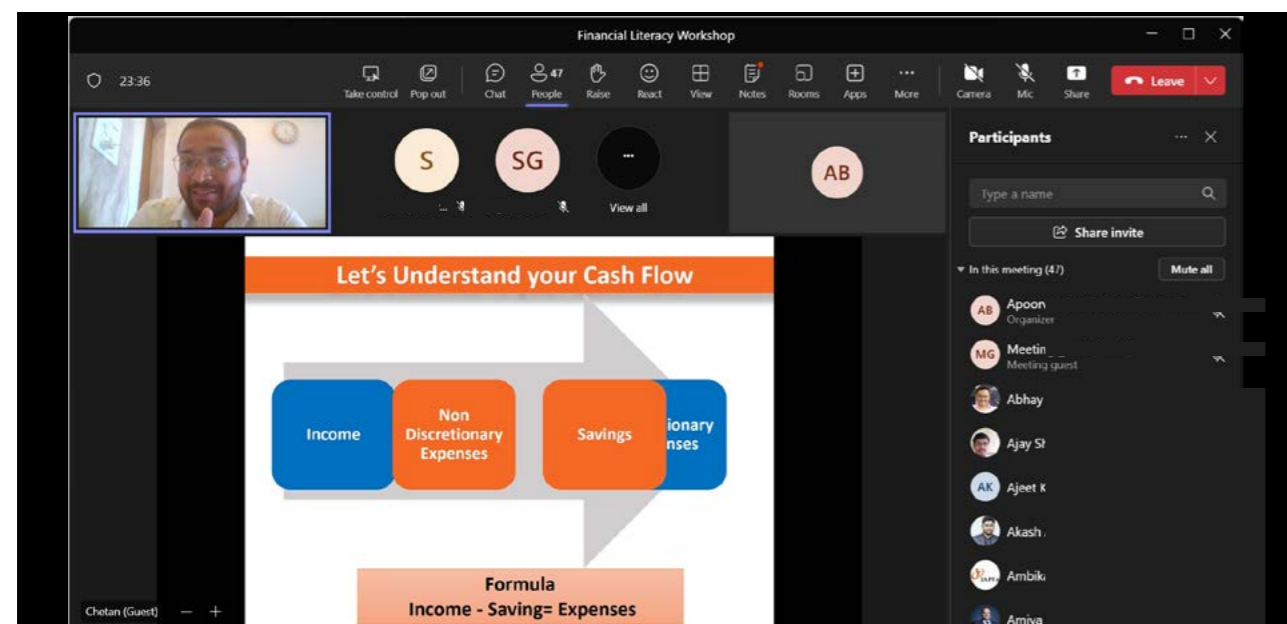 Financial Literacy Workshop
23:36
Take control
Pop out
Chat
47
People
Raise
React
View
Notes
Rooms
Apps
More
Camera
Mic
Share
Leave
S
SG
View all
AB
Participants
Type a name
Share invite
In this meeting (47)
Mute all
AB
Apoon
Organizer
MG
Meetin
Meeting guest
Abhay
Ajay Sh
AK
Ajeet K
Akash
Ambika
Amiya
Let's Understand your Cash Flow
Income
Non
Discretionary
Expenses
Savings
ionary
nses
Formula
Income - Saving= Expenses
Chetan (Guest)